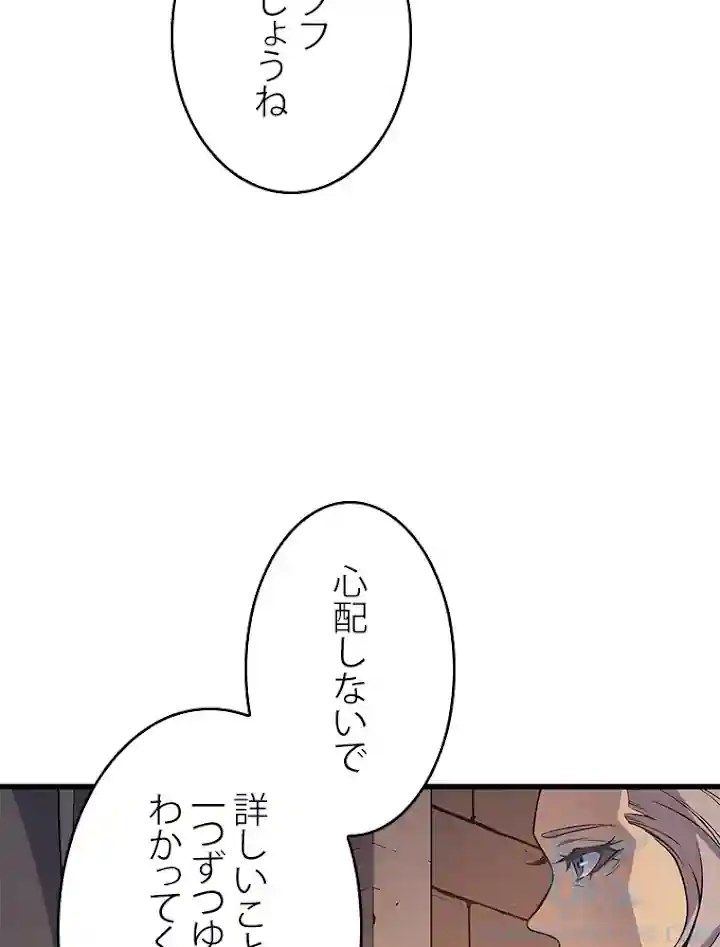 フフ
しょうね
心配しないで
詳しいこと
一つずつゆ
わかってく